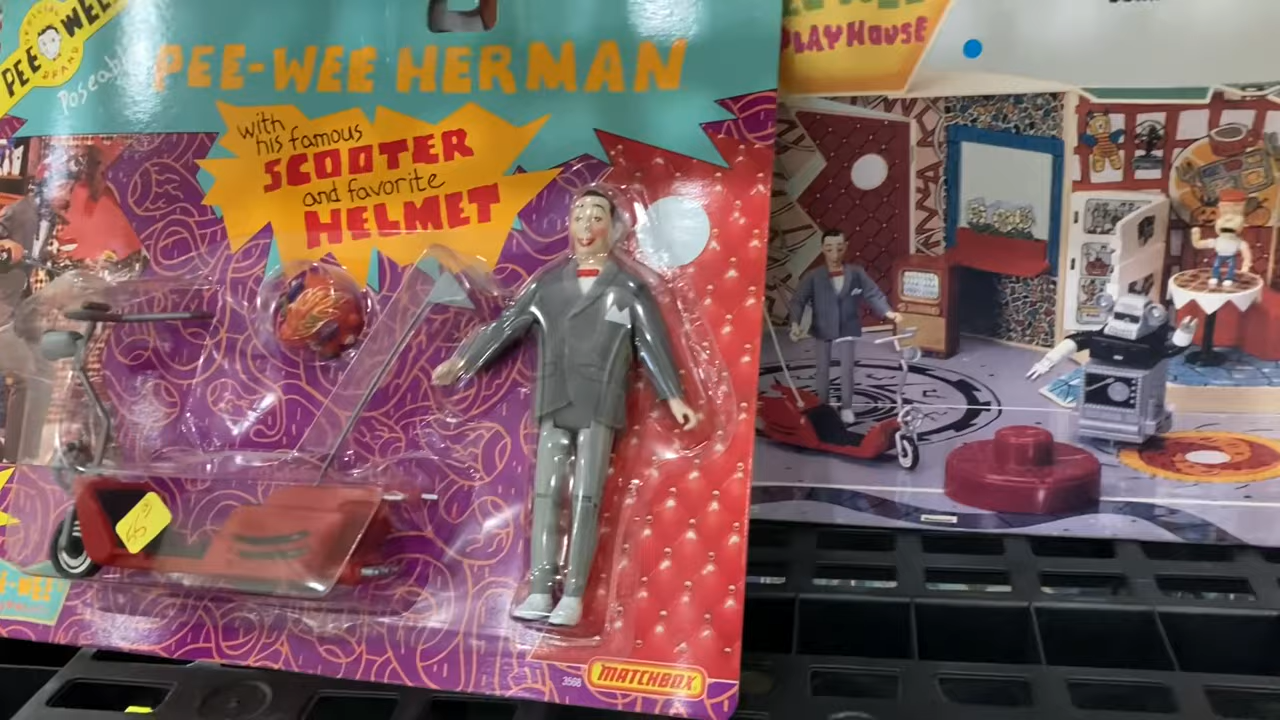 PEE-WEE
Poseable
PEE-WEE HERMAN
with
his famous
SCOOTER
and favorite
HELMET
MATCHBOX
3568
PLAYHOUSE